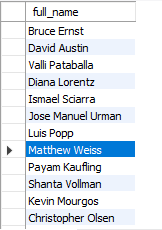 full_name
Bruce Ernst
David Austin
Valli Pataballa
Diana Lorentz
Ismael Sciarra
Jose Manuel Urman
Luis Popp
Matthew Weiss
Payam Kaufling
Shanta Vollman
Kevin Mourgos
Christopher Olsen